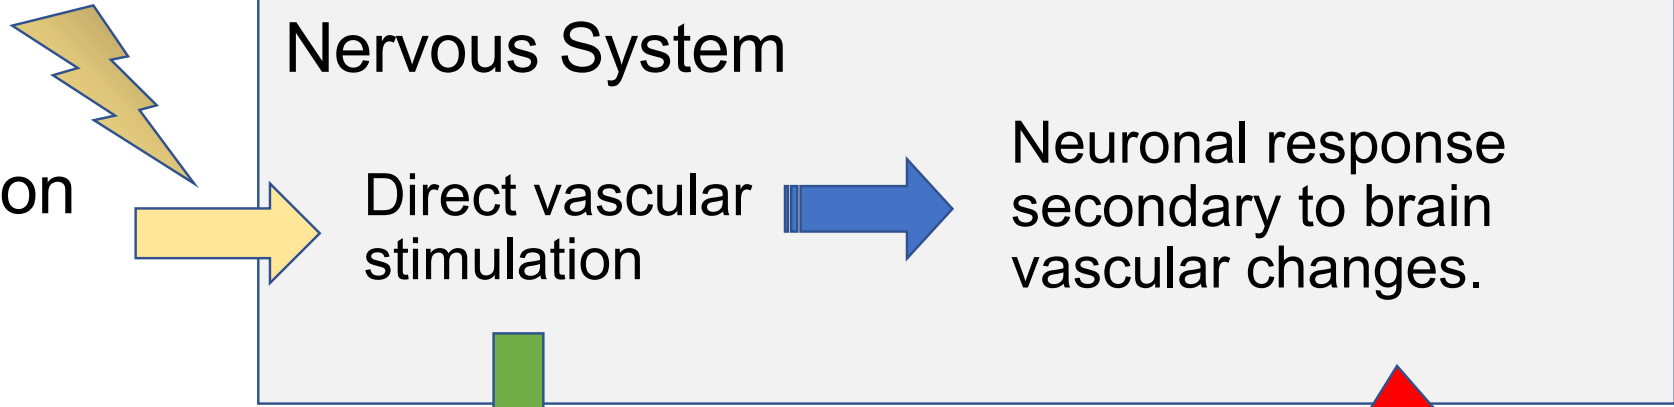 Nervous System
on
Direct vascular
stimulation
Neuronal response
secondary to brain
vascular changes.